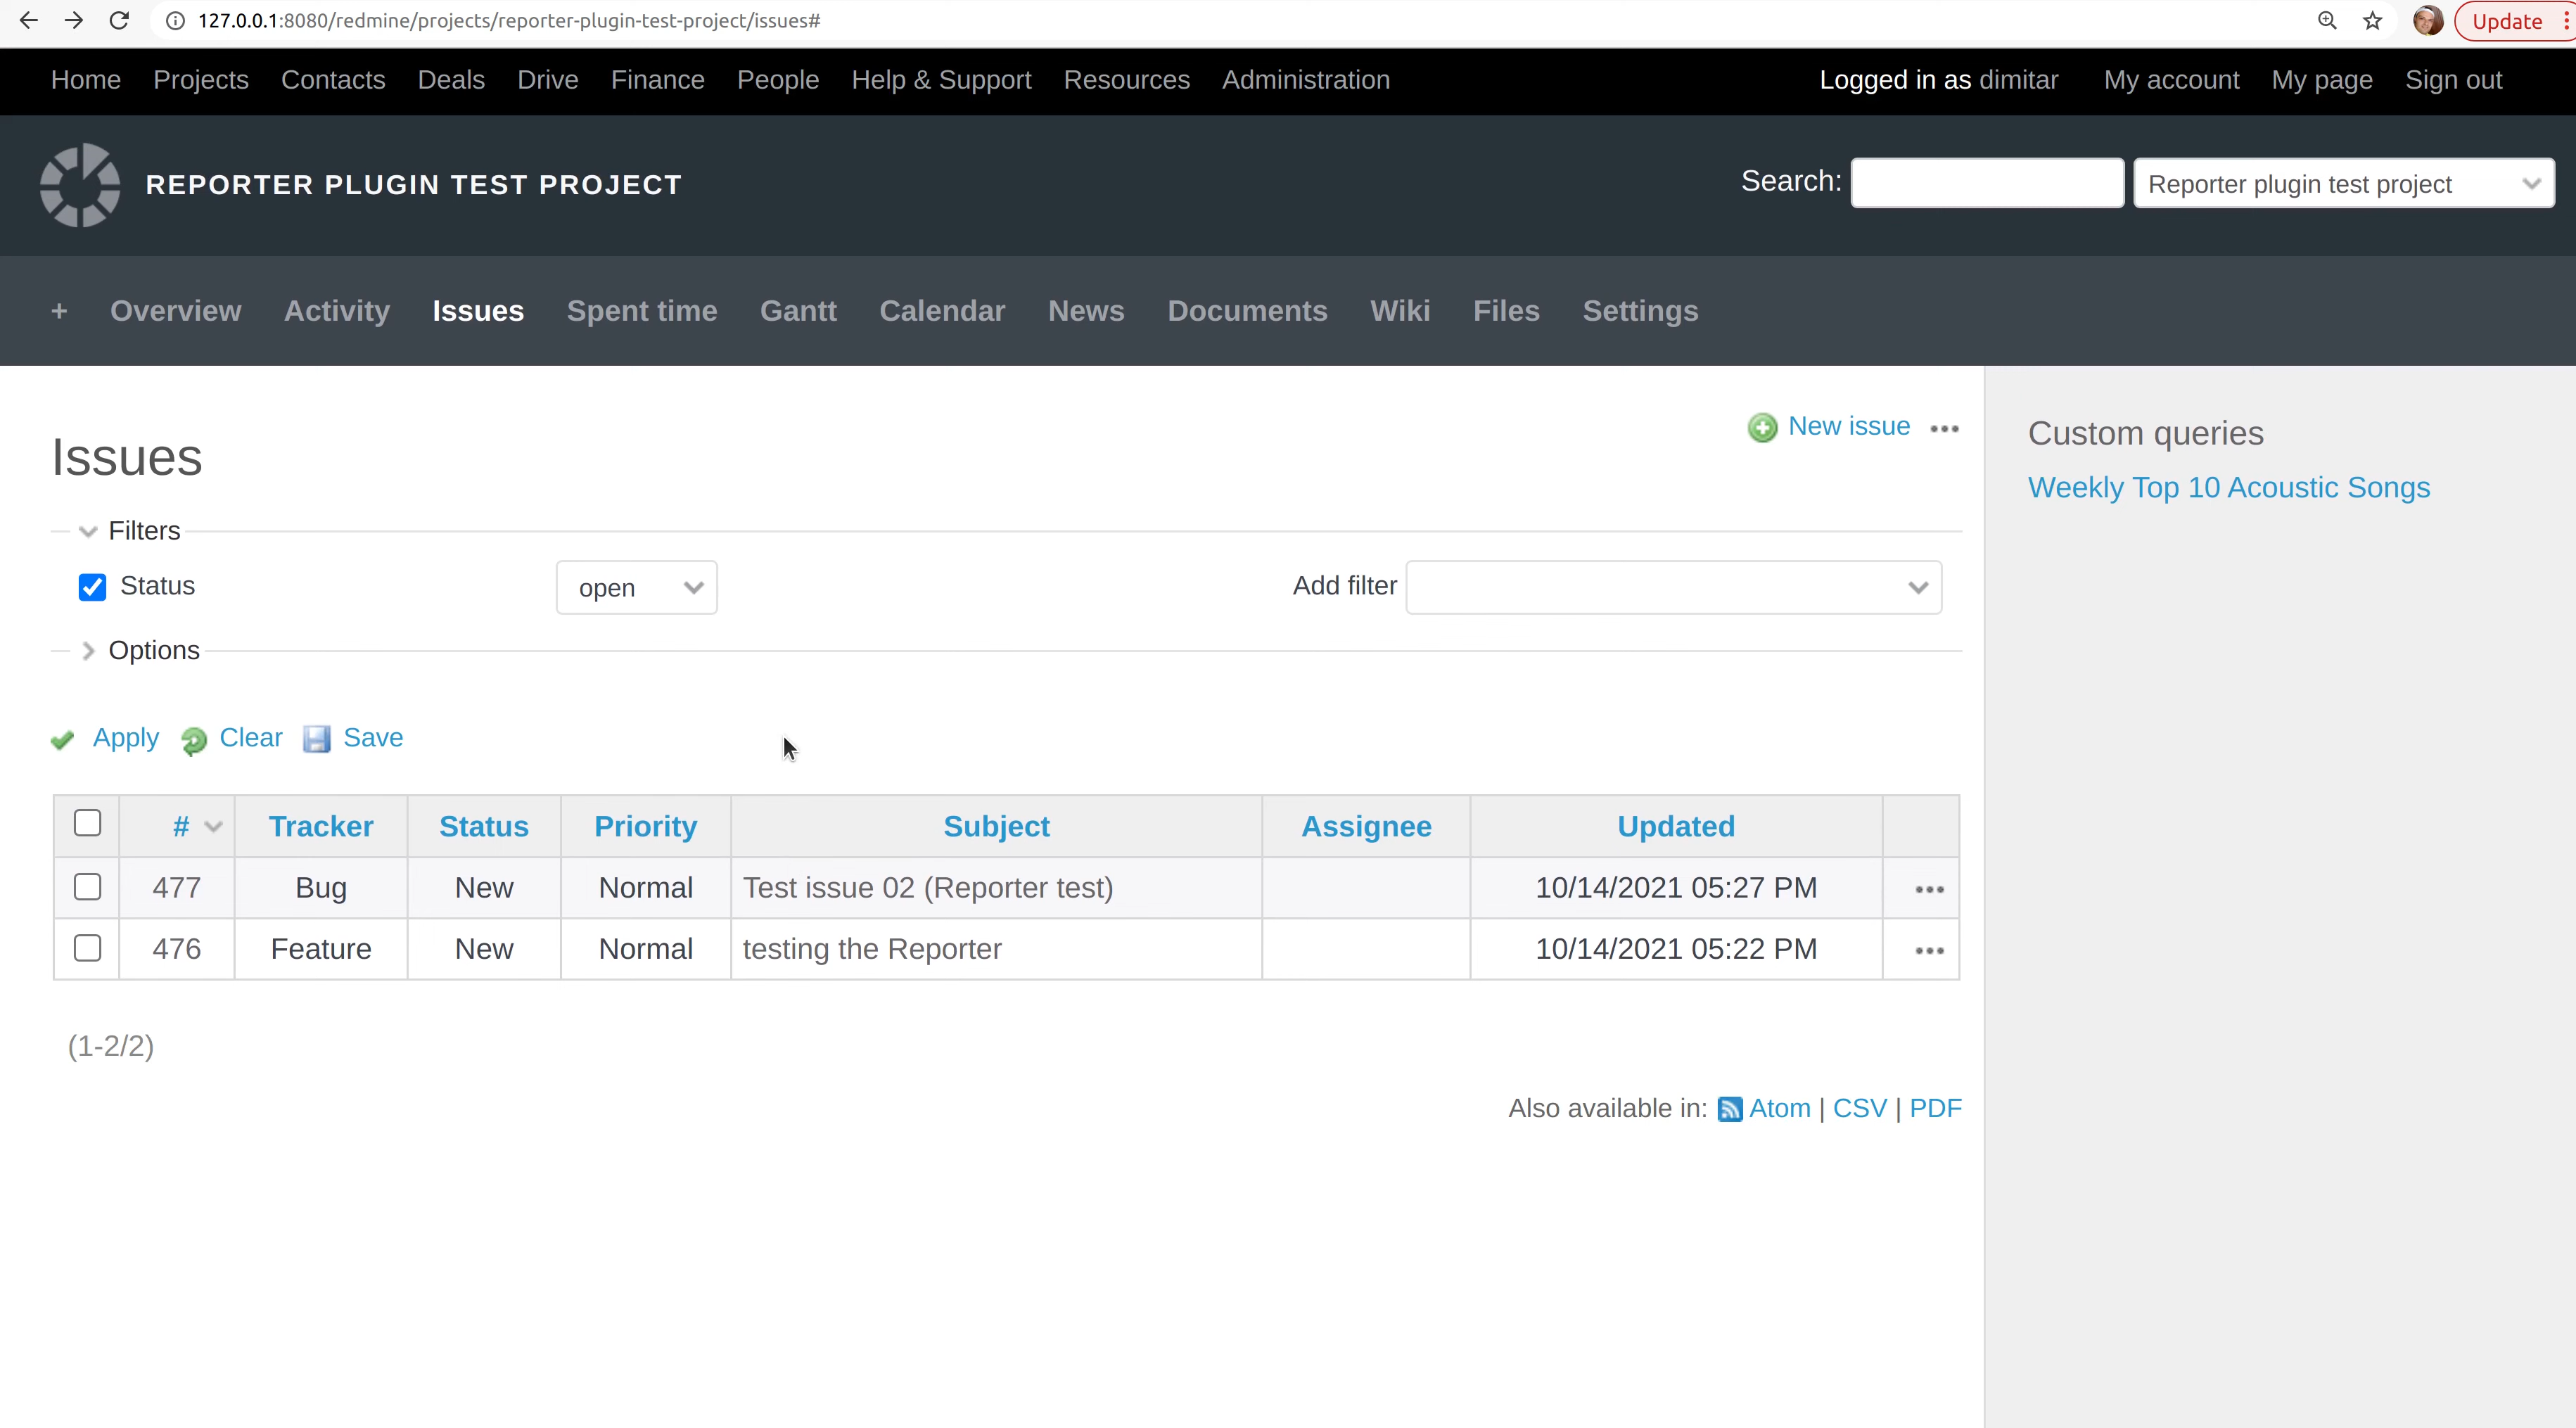 127.0.0.1:8080/redmine/projects/reporter-plugin-test-project/issues# Update
Home Projects Contacts Deals Drive Finance People Help & Support Resources Administration Logged in as dimitar My account My page Sign out
REPORTER PLUGIN TEST PROJECT Search: Reporter plugin test project
+ Overview Activity Issues Spent time Gantt Calendar News Documents Wiki Files Settings
New issue
Issues
Custom queries
Weekly Top 10 Acoustic Songs
Filters
Status open Add filter
Options
Apply Clear Save
# Tracker Status Priority Subject Assignee Updated
477 Bug New Normal Test issue 02 (Reporter test) 10/14/2021 05:27 PM
476 Feature New Normal testing the Reporter 10/14/2021 05:22 PM
(1-2/2)
Also available in: Atom | CSV | PDF